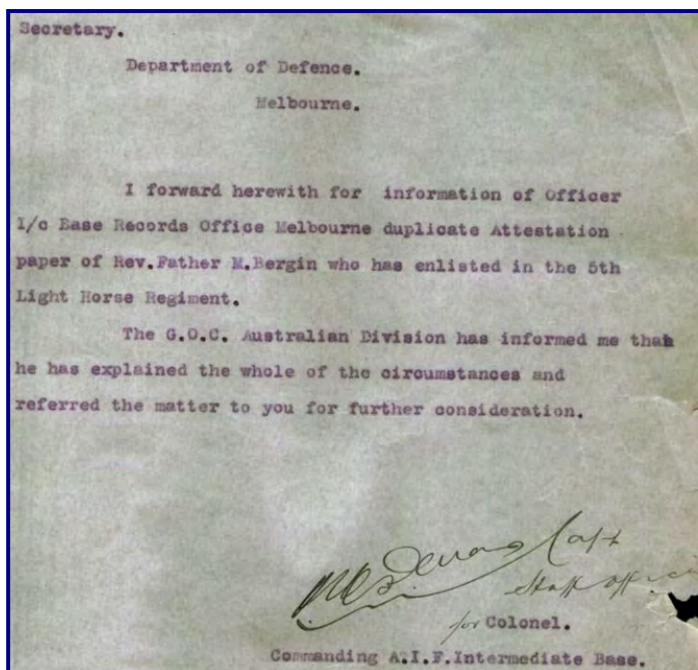 Secretary.
Department of Defence.
Melbourne.
I forward herewith for information of Officer
I/c Base Records Office Melbourne duplicate Attestation
paper of Rev.Father M.Bergin who has enlisted in the 5th
Light Horse Regiment.
The G.O.C. Australian Division has informed me that
he has explained the whole of the circumstances and
referred the matter to you for further consideration.
Capt
Staff Office
for Colonel.
Commanding A.I.F.Intermediate Base.